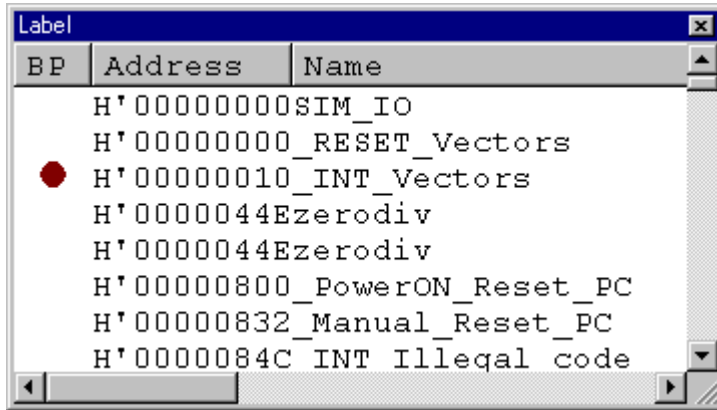 Label
BP Address Name
H'00000000SIM_IO
H'00000000_RESET_Vectors
H'00000010_INT_Vectors
H'0000044Ezerodiv
H'0000044Ezerodiv
H'00000800_PowerON_Reset_PC
H'00000832_Manual_Reset_PC
H'0000084C_INT_Illegal_code